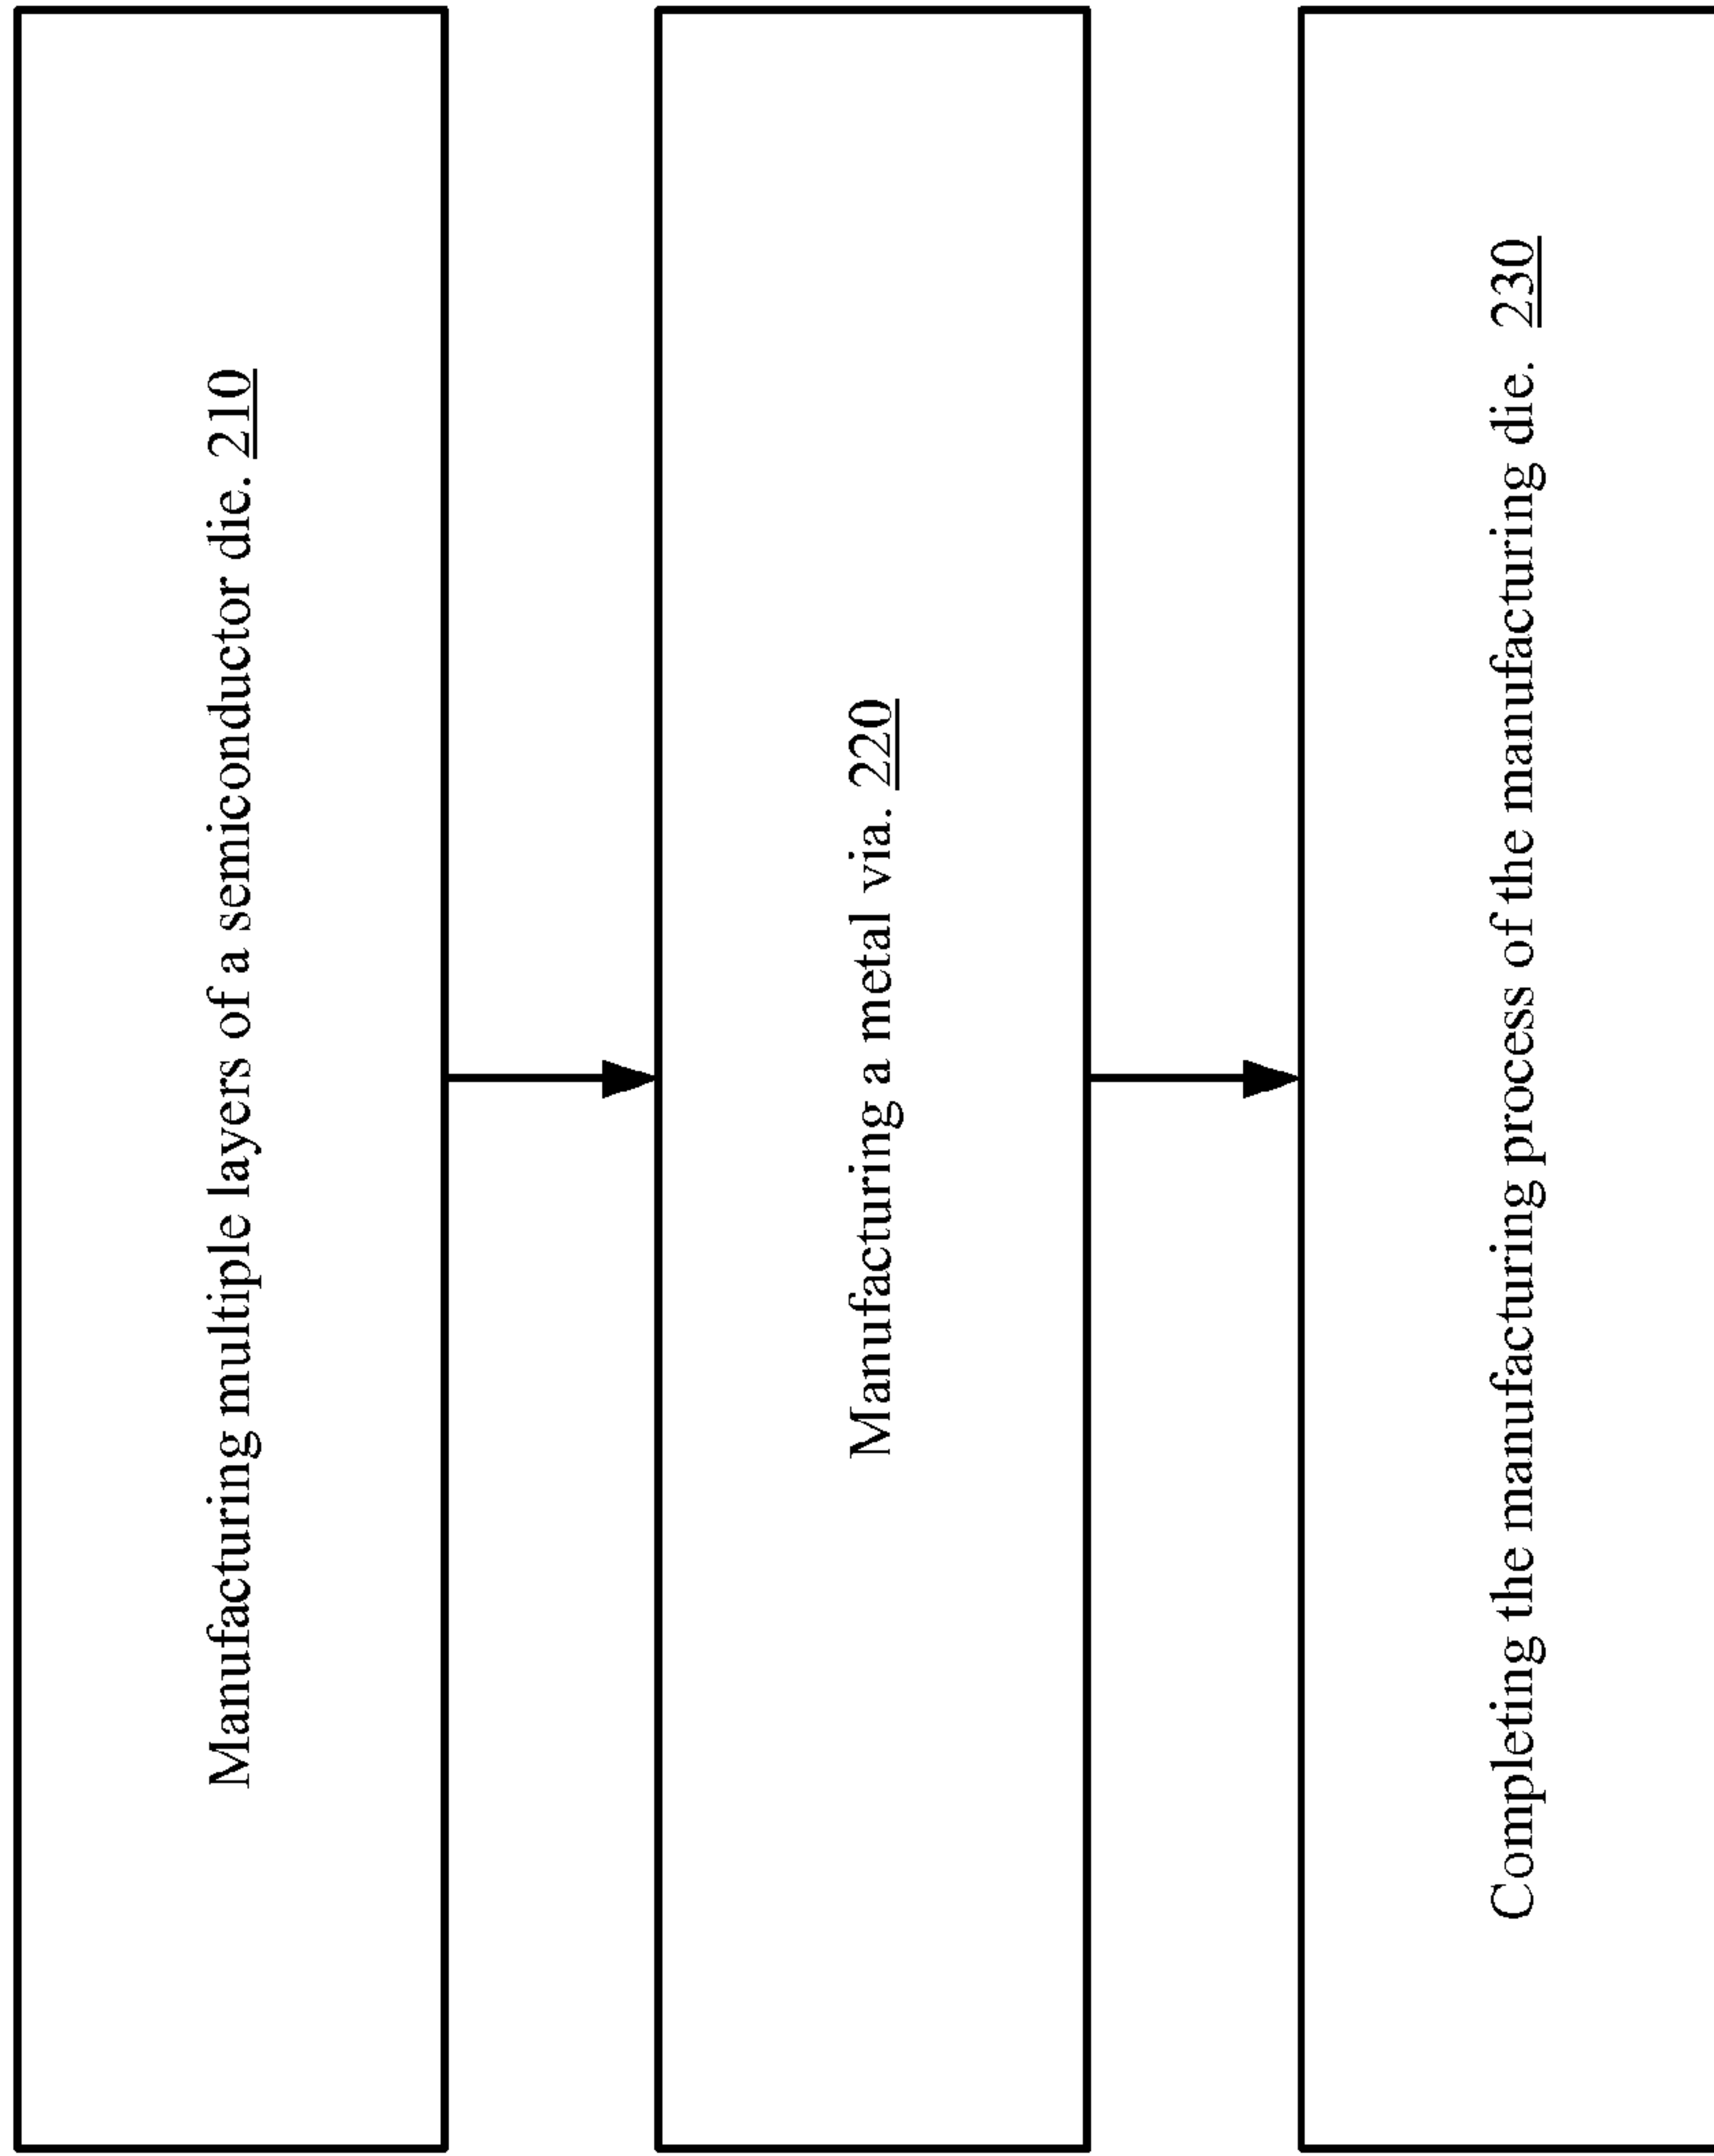 Manufacturing multiple layers of a semiconductor die. 210
Manufacturing a metal via. 220
Completing the manufacturing process of the manufacturing die. 230